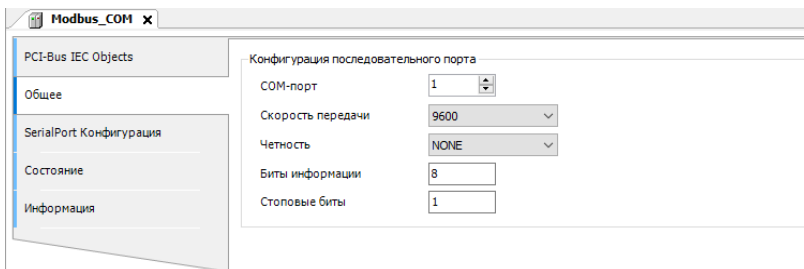 Modbus_COM x
PCI-Bus IEC Objects
Общее
SerialPort Конфигурация
Состояние
Информация
Конфигурация последовательного порта
COM-порт 1
Скорость передачи 9600
Четность NONE
Биты информации 8
Стоповые биты 1